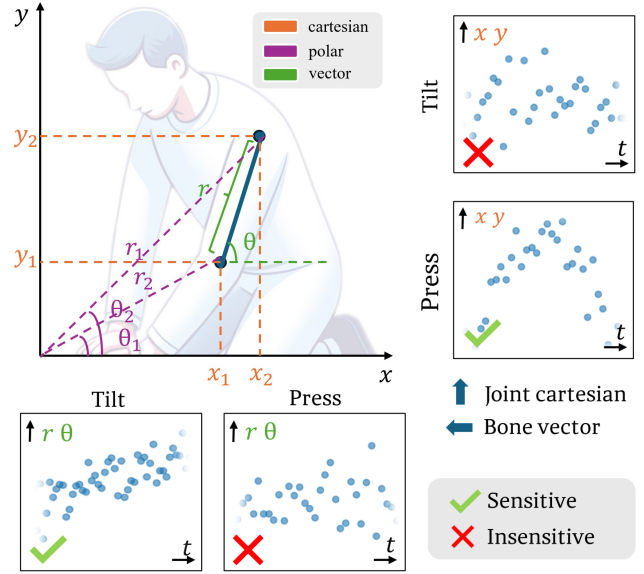 y
cartesian
polar
vector
y₂
y₁
r
r₁
r₂
θ
θ₂
θ₁
x₁
x₂
x
Tilt
x y
t
Press
x y
t
Joint cartesian
Bone vector
Tilt
r θ
t
Press
r θ
t
Sensitive
Insensitive